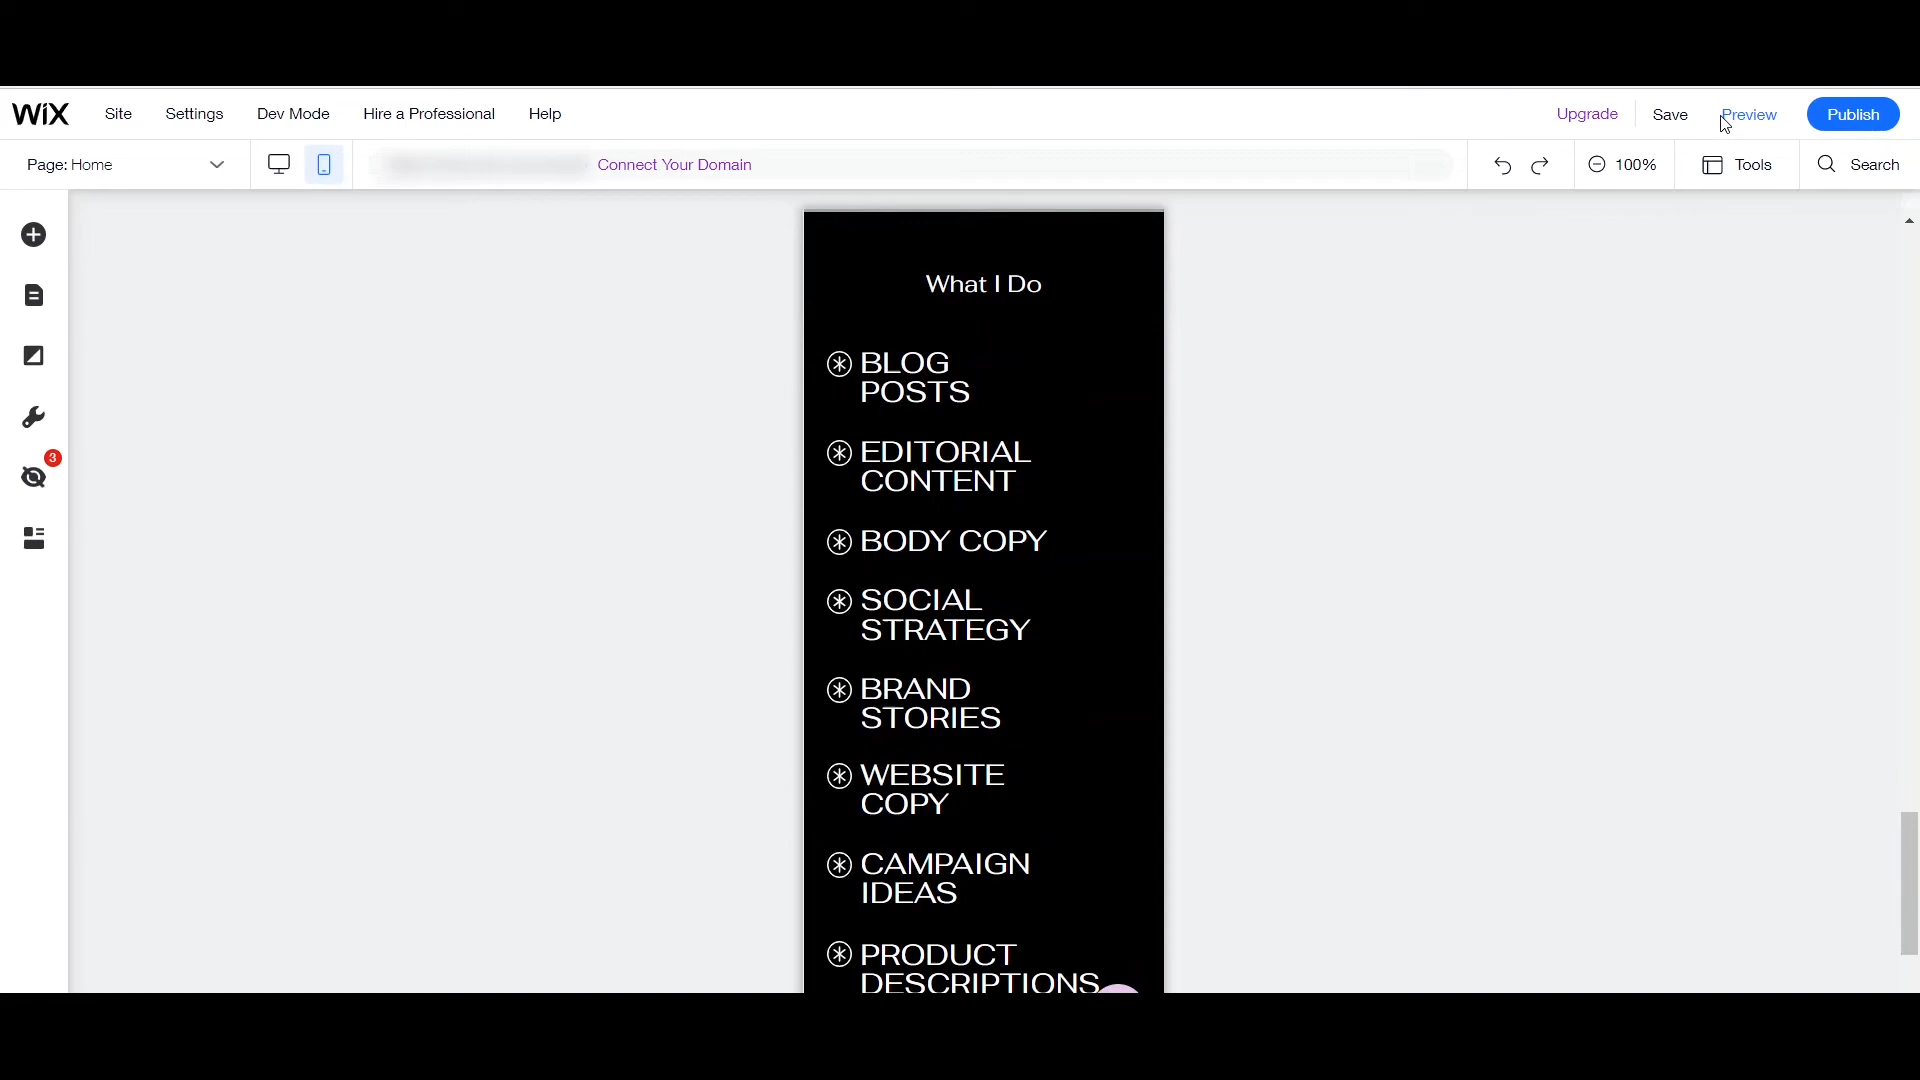 WIX Site Settings Dev Mode Hire a Professional Help Upgrade Save Preview Publish
Page: Home Connect Your Domain 100% Tools Search
3
What I Do
BLOG
POSTS
EDITORIAL
CONTENT
BODY COPY
SOCIAL
STRATEGY
BRAND
STORIES
WEBSITE
COPY
CAMPAIGN
IDEAS
PRODUCT
DESCRIPTIONS